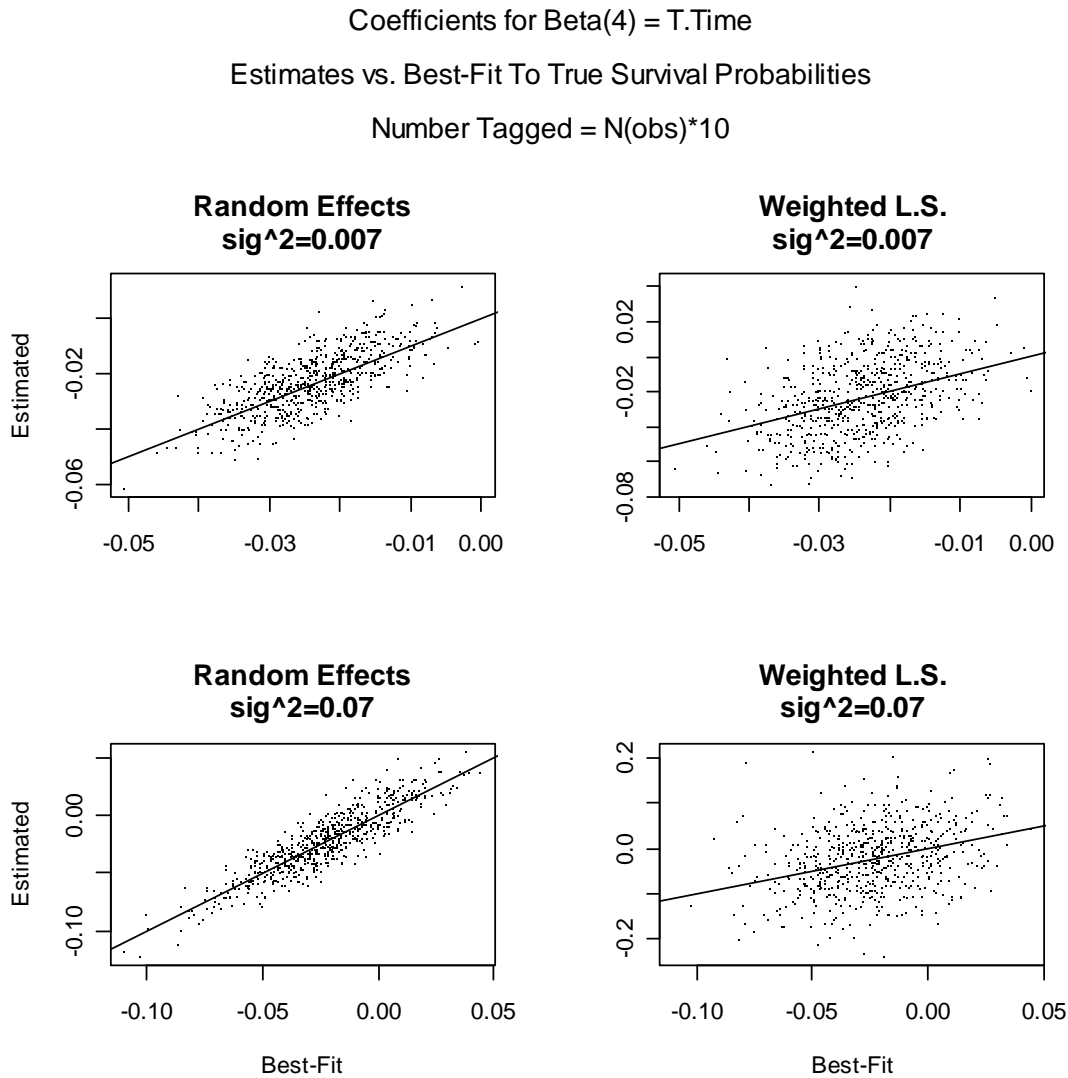 Coefficients for Beta(4) = T.Time
Estimates vs. Best-Fit To True Survival Probabilities
Number Tagged = N(obs)*10
Random Effects
sig^2=0.007
Estimated
-0.02
-0.06
-0.05 -0.03 -0.01 0.00
Weighted L.S.
sig^2=0.007
0.02
-0.02
-0.08
-0.05 -0.03 -0.01 0.00
Random Effects
sig^2=0.07
Estimated
0.00
-0.10
-0.10 -0.05 0.00 0.05
Best-Fit
Weighted L.S.
sig^2=0.07
0.2
0.0
-0.2
-0.10 -0.05 0.00 0.05
Best-Fit